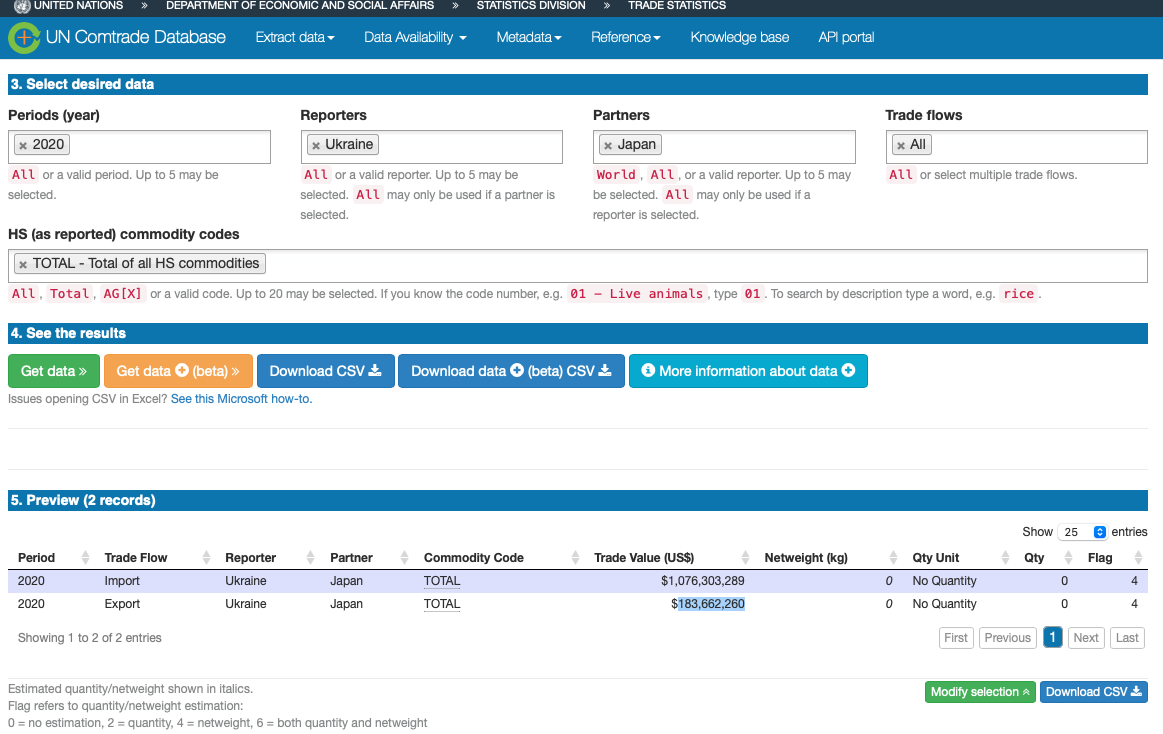 UNITED NATIONS » DEPARTMENT OF ECONOMIC AND SOCIAL AFFAIRS » STATISTICS DIVISION » TRADE STATISTICS
UN Comtrade Database Extract data Data Availability Metadata Reference Knowledge base API portal
3. Select desired data
Periods (year) Reporters Partners Trade flows
× 2020 × Ukraine × Japan × All
All or a valid period. Up to 5 may be All or a valid reporter. Up to 5 may be World , All , or a valid reporter. Up to 5 may All or select multiple trade flows.
selected. selected. All may only be used if a partner is be selected. All may only be used if a
selected. reporter is selected.
HS (as reported) commodity codes
× TOTAL - Total of all HS commodities
All , Total , AG[X] or a valid code. Up to 20 may be selected. If you know the code number, e.g. 01 – Live animals , type 01 . To search by description type a word, e.g. rice .
4. See the results
Get data » Get data (beta) » Download CSV Download data (beta) CSV More information about data
Issues opening CSV in Excel? See this Microsoft how-to.
5. Preview (2 records)
Show 25 entries
Period Trade Flow Reporter Partner Commodity Code Trade Value (US$) Netweight (kg) Qty Unit Qty Flag
2020 Import Ukraine Japan TOTAL $1,076,303,289 0 No Quantity 0 4
2020 Export Ukraine Japan TOTAL $183,662,260 0 No Quantity 0 4
Showing 1 to 2 of 2 entries First Previous 1 Next Last
Estimated quantity/netweight shown in italics. Modify selection Download CSV
Flag refers to quantity/netweight estimation:
0 = no estimation, 2 = quantity, 4 = netweight, 6 = both quantity and netweight